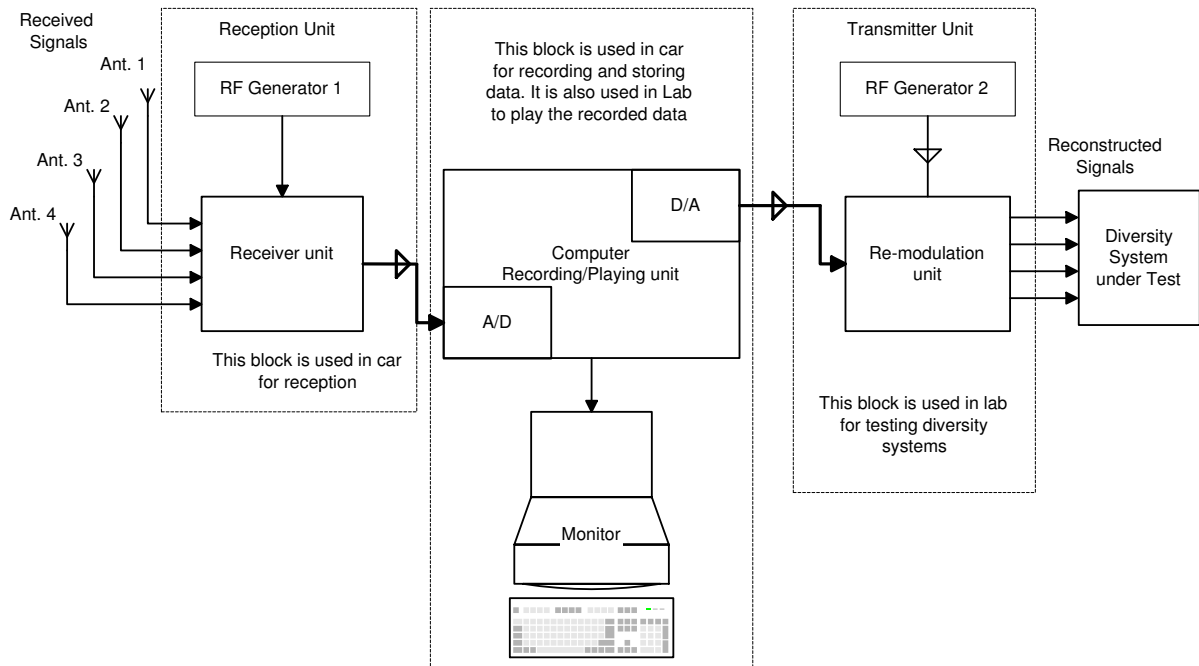 Received
Signals
Ant. 1
Ant. 2
Ant. 3
Ant. 4
Reception Unit
RF Generator 1
Receiver unit
This block is used in car
for reception
This block is used in car
for recording and storing
data. It is also used in Lab
to play the recorded data
D/A
Computer
Recording/Playing unit
A/D
Monitor
Transmitter Unit
RF Generator 2
Re-modulation
unit
This block is used in lab
for testing diversity
systems
Reconstructed
Signals
Diversity
System
under Test